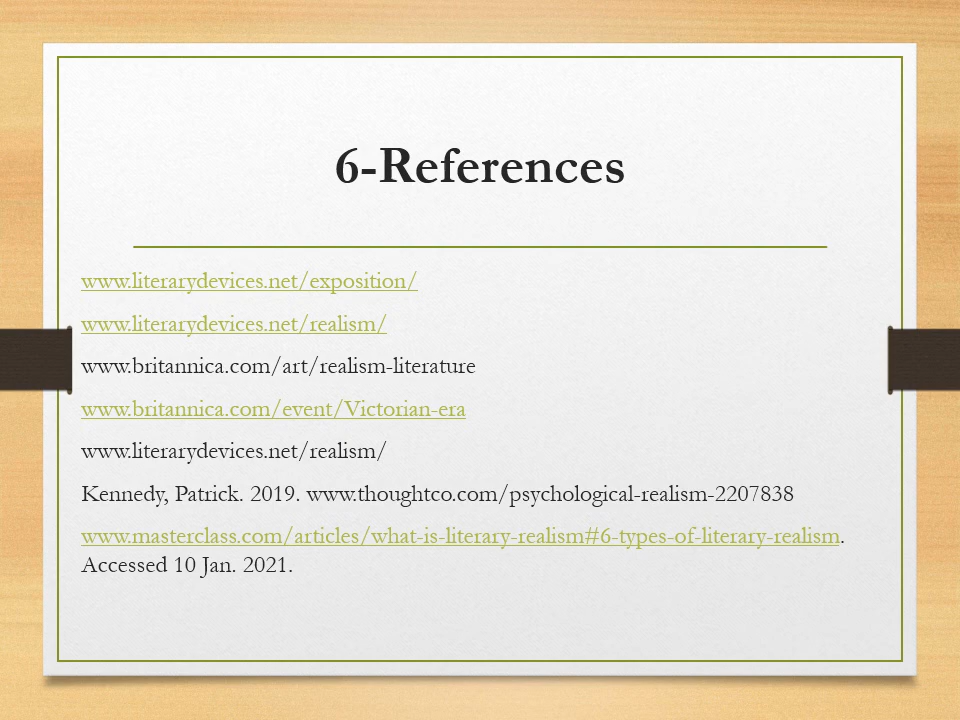 6-References
www.literarydevices.net/exposition/
www.literarydevices.net/realism/
www.britannica.com/art/realism-literature
www.britannica.com/event/Victorian-era
www.literarydevices.net/realism/
Kennedy, Patrick. 2019. www.thoughtco.com/psychological-realism-2207838
www.masterclass.com/articles/what-is-literary-realism#6-types-of-literary-realism.
Accessed 10 Jan. 2021.